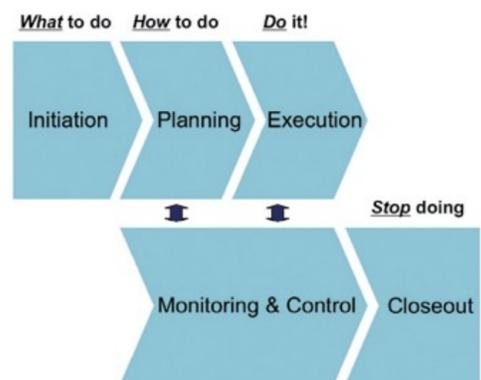 What to do How to do Do it!
Initiation Planning Execution
Stop doing
Monitoring & Control Closeout